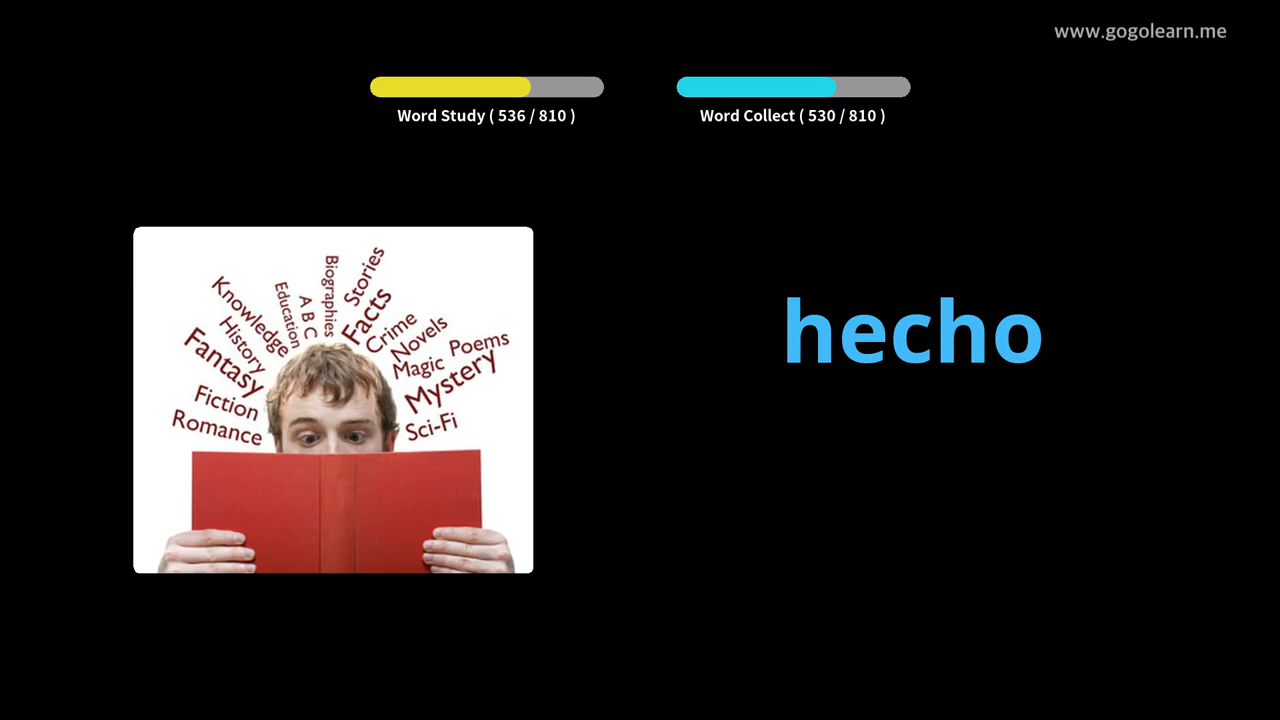 www.gogolearn.me
Word Study ( 536 / 810 )
Word Collect ( 530 / 810 )
hecho
Biographies
Stories
Education
A B C
Facts
Knowledge
Crime
History
Novels
Poems
Fantasy
Magic
Mystery
Fiction
Romance
Sci-Fi